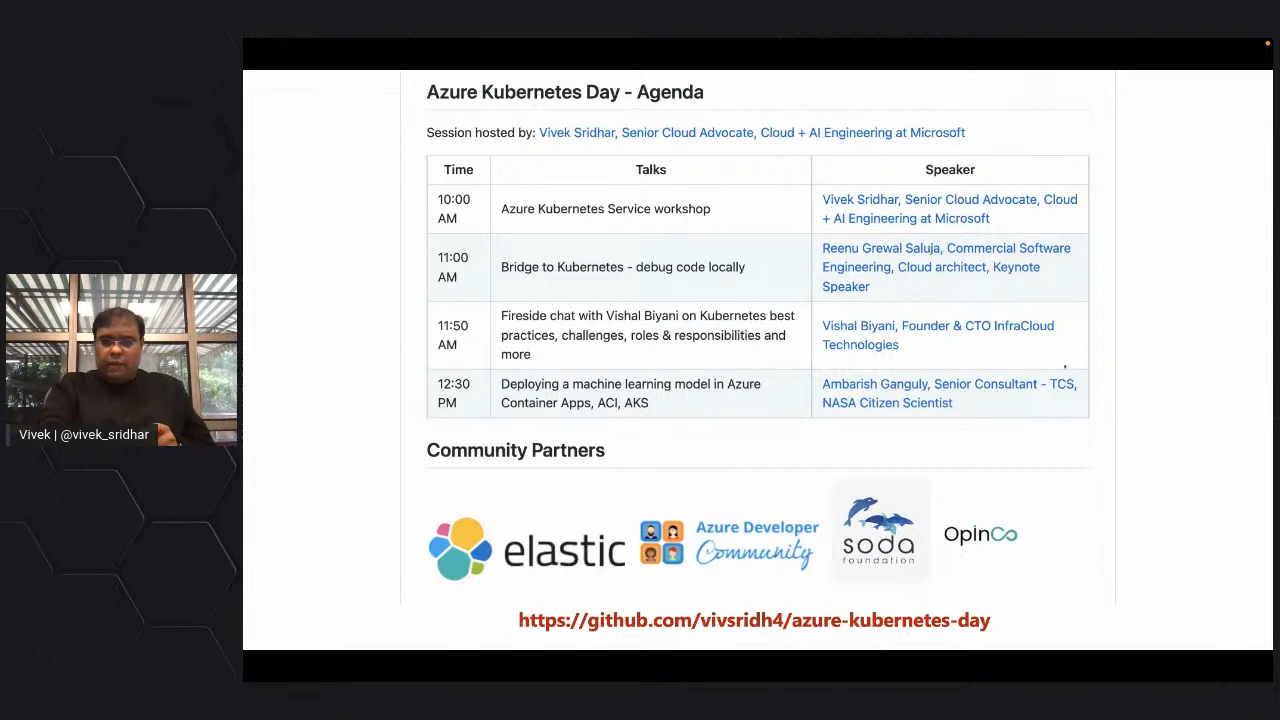 Azure Kubernetes Day - Agenda
Session hosted by: Vivek Sridhar, Senior Cloud Advocate, Cloud + AI Engineering at Microsoft
Time
Talks
Speaker
10:00
AM
Azure Kubernetes Service workshop
Vivek Sridhar, Senior Cloud Advocate, Cloud
+ AI Engineering at Microsoft
11:00
AM
Bridge to Kubernetes - debug code locally
Reenu Grewal Saluja, Commercial Software
Engineering, Cloud architect, Keynote
Speaker
11:50
AM
Fireside chat with Vishal Biyani on Kubernetes best
practices, challenges, roles & responsibilities and
more
Vishal Biyani, Founder & CTO InfraCloud
Technologies
12:30
PM
Deploying a machine learning model in Azure
Container Apps, ACI, AKS
Ambarish Ganguly, Senior Consultant - TCS,
NASA Citizen Scientist
Vivek | @vivek_sridhar
Community Partners
elastic
Azure Developer
Community
soda
foundation
OpinCo
https://github.com/vivsridh4/azure-kubernetes-day